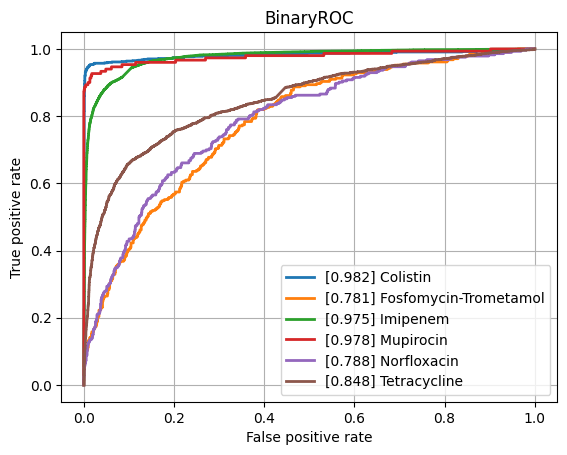 BinaryROC
True positive rate
1.0
0.8
0.6
0.4
0.2
0.0
[0.982] Colistin
[0.781] Fosfomycin-Trometamol
[0.975] Imipenem
[0.978] Mupirocin
[0.788] Norfloxacin
[0.848] Tetracycline
0.0 0.2 0.4 0.6 0.8 1.0
False positive rate